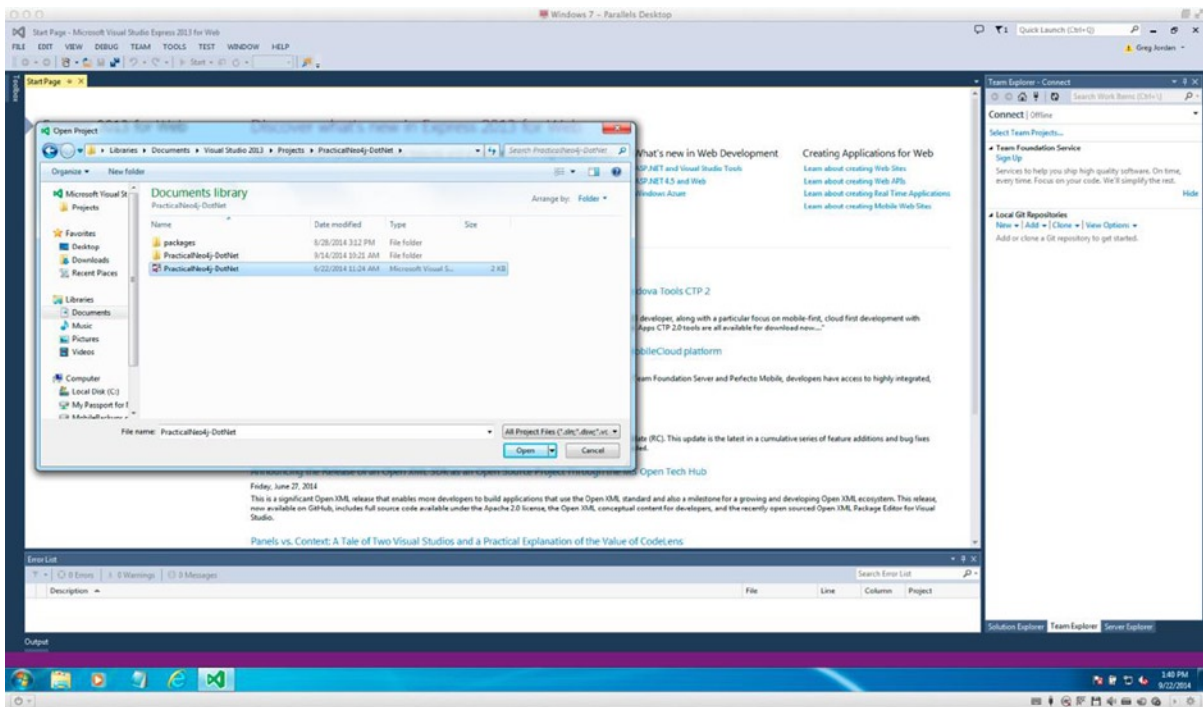 Windows 7 - Parallels Desktop
Start Page - Microsoft Visual Studio Express 2013 for Web
Quick Launch (Ctrl+Q)
FILE EDIT VIEW DEBUG TEAM TOOLS TEST WINDOW HELP
Greg Jordan
Start
Toolbox
Start Page
Team Explorer - Connect
Search Work Items (Ctrl+')
Connect | Offline
Select Team Projects...
Team Foundation Service
Sign Up
Services to help you ship high quality software. On time,
every time. Focus on your code. We'll simplify the rest.
Hide
Local Git Repositories
New Add Clone View Options
Add or clone a Git repository to get started.
Discover what's new in Express 2013 for Web
Open Project
Libraries Documents Visual Studio 2013 Projects PracticalNeo4j-DotNet
Search PracticalNeo4j-DotNet
Organize New folder
Microsoft Visual St
Projects
Favorites
Desktop
Downloads
Recent Places
Libraries
Documents
Music
Pictures
Videos
Computer
Local Disk (C:)
My Passport for
Documents library
PracticalNeo4j-DotNet
Arrange by: Folder
Name Date modified Type Size
packages 8/28/2014 3:12 PM File folder
PracticalNeo4j-DotNet 9/14/2014 10:21 AM File folder
PracticalNeo4j-DotNet 6/22/2014 11:24 AM Microsoft Visual S... 2 KB
File name: PracticalNeo4j-DotNet
All Project Files (*.sln;*.dsw;*.vc
Open Cancel
What's new in Web Development
ASP.NET and Visual Studio Tools
ASP.NET 4.5 and Web
Windows Azure
Creating Applications for Web
Learn about creating Web Sites
Learn about creating Web APIs
Learn about creating Real Time Applications
Learn about creating Mobile Web Sites
dova Tools CTP 2
developer, along with a particular focus on mobile-first, cloud first development with
Apps CTP 2.0 tools are all available for download now...."
obileCloud platform
eam Foundation Server and Perfecto Mobile, developers have access to highly integrated,
ate (RC). This update is the latest in a cumulative series of feature additions and bug fixes
Announcing the Release of an Open XML SDK as an Open Source Project Through the MS Open Tech Hub
Friday, June 27, 2014
This is a significant Open XML release that enables more developers to build applications that use the Open XML standard and also a milestone for a growing and developing Open XML ecosystem. This release,
now available on GitHub, includes full source code available under the Apache 2.0 license, the Open XML conceptual content for developers, and the recently open sourced Open XML Package Editor for Visual
Studio.
Panels vs. Context: A Tale of Two Visual Studios and a Practical Explanation of the Value of CodeLens
Error List
0 Errors 0 Warnings 0 Messages
Search Error List
Description File Line Column Project
Solution Explorer Team Explorer Server Explorer
Output
1:40 PM
9/22/2014